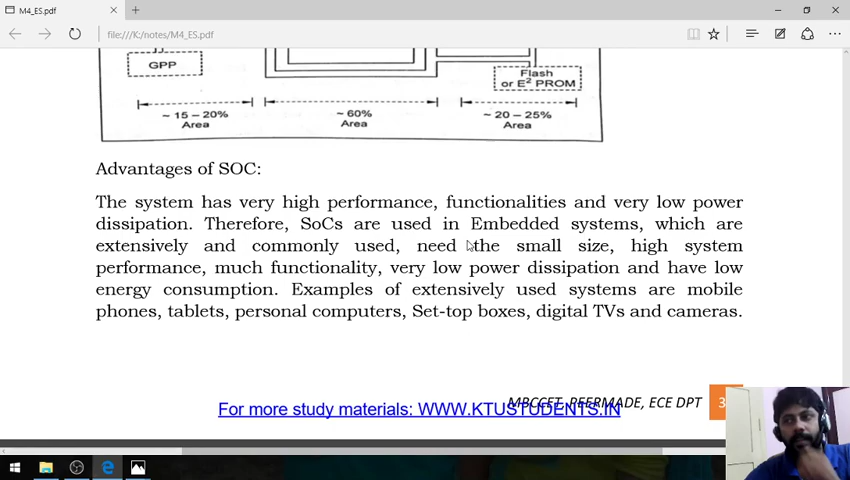 M4_ES.pdf
file:///K:/notes/M4_ES.pdf
GPP
Flash
or E² PROM
~ 15 – 20%
Area
~ 60%
Area
~ 20 – 25%
Area
Advantages of SOC:
The system has very high performance, functionalities and very low power
dissipation. Therefore, SoCs are used in Embedded systems, which are
extensively and commonly used, need the small size, high system
performance, much functionality, very low power dissipation and have low
energy consumption. Examples of extensively used systems are mobile
phones, tablets, personal computers, Set-top boxes, digital TVs and cameras.
MBCCET, PEERMADE, ECE DPT
3
For more study materials: WWW.KTUSTUDENTS.IN